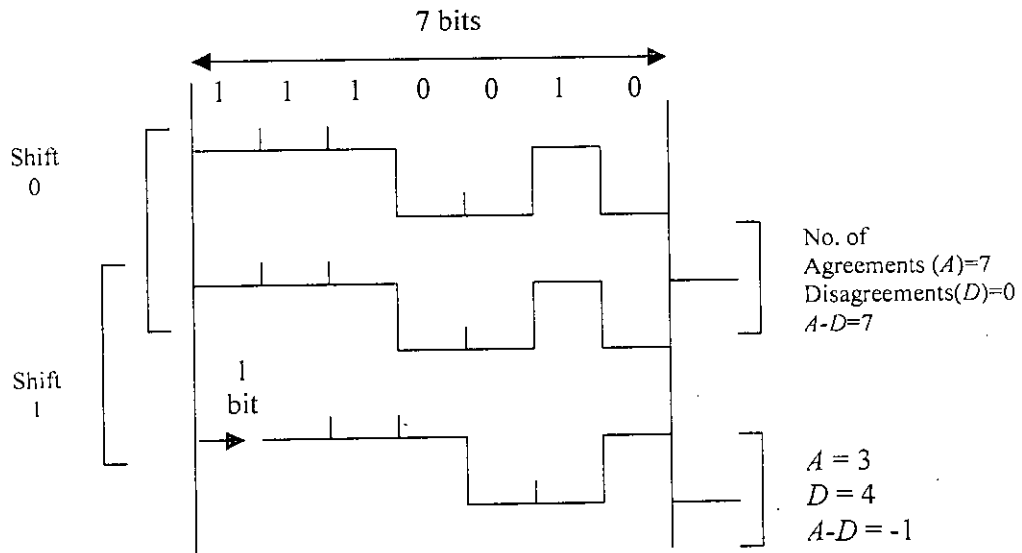 7 bits
1 1 1 0 0 1 0
Shift
0
No. of
Agreements (A)=7
Disagreements(D)=0
A-D=7
Shift
1
1
bit
A = 3
D = 4
A-D = -1